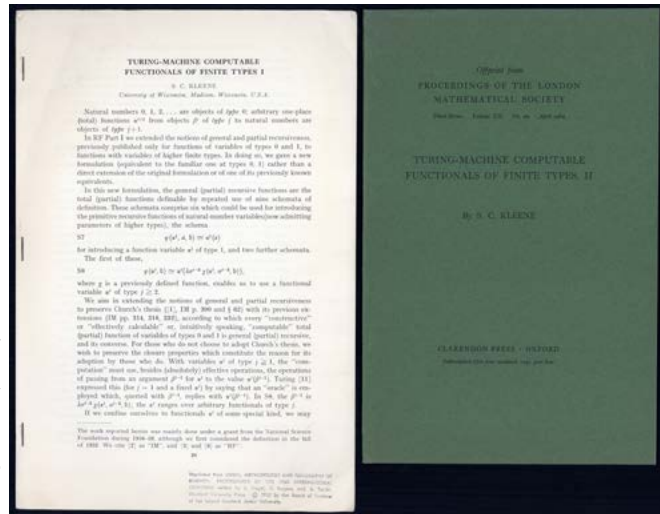 TURING-MACHINE COMPUTABLE
FUNCTIONALS OF FINITE TYPES I
S. C. KLEENE
University of Wisconsin, Madison, Wisconsin, U.S.A.
Natural numbers 0, 1, 2, . . . are objects of type 0; arbitrary one-place
(total) functions from objects of type j to natural numbers are
objects of type j+1.
In RF Part I we extended the notions of general and partial recursiveness,
previously published only for functions of variables of types 0 and 1, to
functions with variables of higher finite types. In doing so, we gave a new
formulation (equivalent to the familiar one at types 0, 1) rather than a
direct extension of the original formulation or of one of its previously known
equivalents.
In this new formulation, the general (partial) recursive functions are the
total (partial) functions definable by repeated use of nine schemata of
definition. These schemata comprise six which could be used for introducing
the primitive recursive functions of natural number variables (now admitting
parameters of higher types), the schema
S7
for introducing a function variable of type 1, and two further schemata.
The first of these,
S8
where χ is a previously defined function, enables us to use a functional
variable of type j ≧ 2.
We aim in extending the notions of general and partial recursiveness
to preserve Church's thesis ([1], IM p. 300 and § 62) with its previous ex-
tensions (IM pp. 314, 332), according to which every "constructive"
or "effectively calculable" or, intuitively speaking, "computable" total
(partial) function of variables of types 0 and 1 is general (partial) recursive,
and its converse. For those who do not choose to adopt Church's thesis, we
wish to preserve the closure properties which constitute the reason for its
adoption by those who do. With variables of type j ≧ 1, the "com-
putation" must use, besides (absolutely) effective operations, the operations
of passing from an argument for to the value Turing [11]
expressed this (for j = 1 and a fixed ) by saying that an "oracle" is em-
ployed which, queried with replies with In S8, the is
the ranges over arbitrary functionals of type j.
If we confine ourselves to functionals of some special kind, we may
The work reported herein was mainly done under a grant from the National Science
Foundation during although we first considered the definition in the fall
of We cite [2] as "IM", and [3] and [4] as "RF".
Offprint from
PROCEEDINGS OF THE LONDON
MATHEMATICAL SOCIETY
TURING-MACHINE COMPUTABLE
FUNCTIONALS OF FINITE TYPES II
By S. C. KLEENE
CLARENDON PRESS · OXFORD